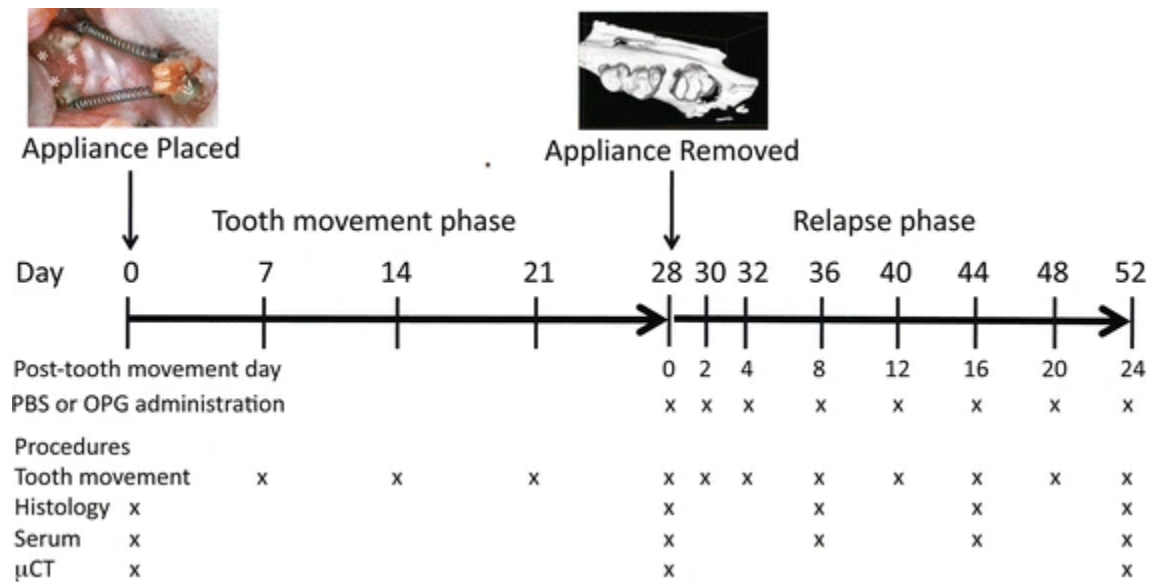 Appliance Placed
Appliance Removed
Tooth movement phase
Relapse phase
Day 0 7 14 21 28 30 32 36 40 44 48 52
Post-tooth movement day 0 2 4 8 12 16 20 24
PBS or OPG administration x x x x x x x x
Procedures
Tooth movement x x x x x x x x x x x
Histology x x x x x
Serum x x x x x
μCT x x x